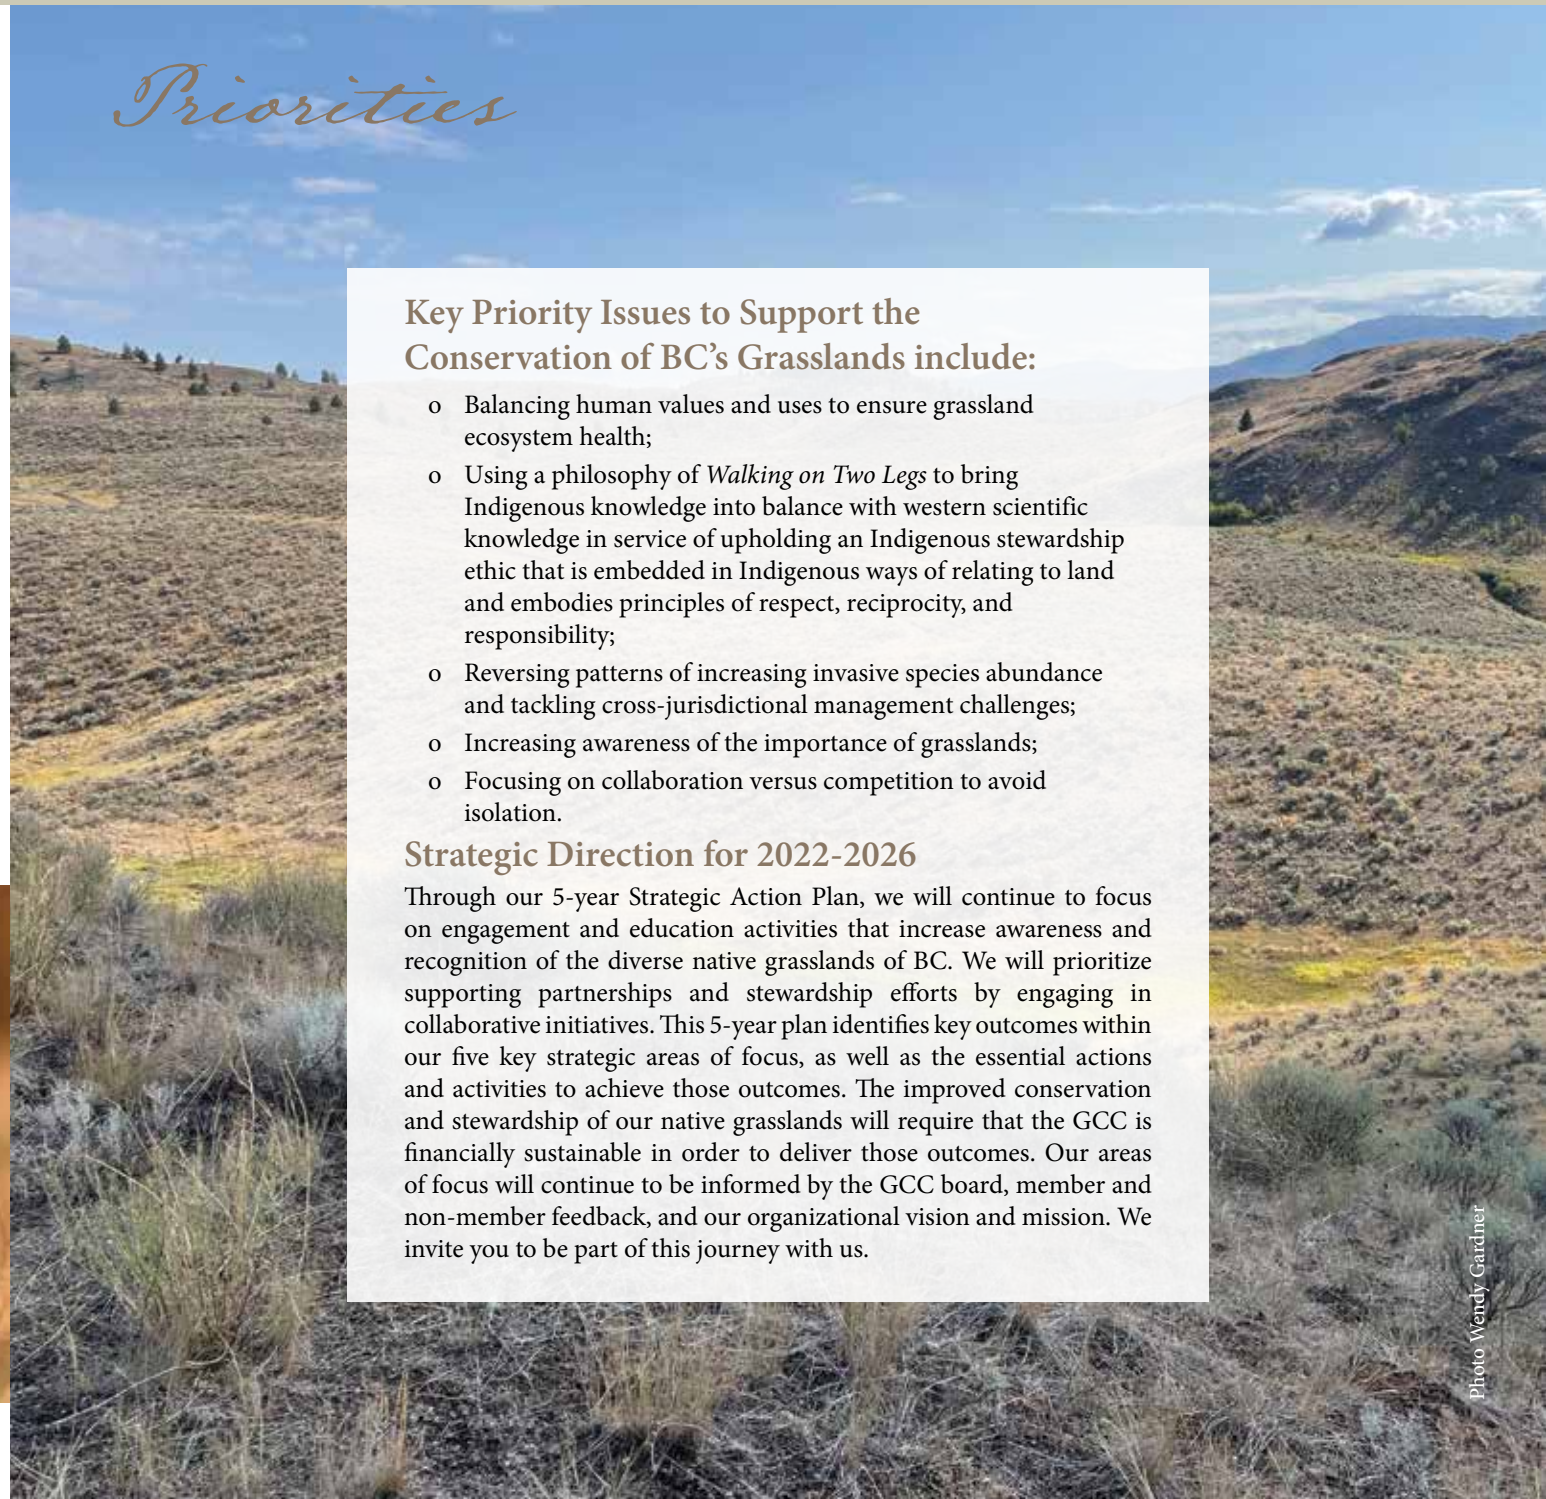 Priorities
Key Priority Issues to Support the
Conservation of BC’s Grasslands include:
o Balancing human values and uses to ensure grassland
ecosystem health;
o Using a philosophy of Walking on Two Legs to bring
Indigenous knowledge into balance with western scientific
knowledge in service of upholding an Indigenous stewardship
ethic that is embedded in Indigenous ways of relating to land
and embodies principles of respect, reciprocity, and
responsibility;
o Reversing patterns of increasing invasive species abundance
and tackling cross-jurisdictional management challenges;
o Increasing awareness of the importance of grasslands;
o Focusing on collaboration versus competition to avoid
isolation.
Strategic Direction for 2022-2026
Through our 5-year Strategic Action Plan, we will continue to focus
on engagement and education activities that increase awareness and
recognition of the diverse native grasslands of BC. We will prioritize
supporting partnerships and stewardship efforts by engaging in
collaborative initiatives. This 5-year plan identifies key outcomes within
our five key strategic areas of focus, as well as the essential actions
and activities to achieve those outcomes. The improved conservation
and stewardship of our native grasslands will require that the GCC is
financially sustainable in order to deliver those outcomes. Our areas
of focus will continue to be informed by the GCC board, member and
non-member feedback, and our organizational vision and mission. We
invite you to be part of this journey with us.
Photo Wendy Gardner